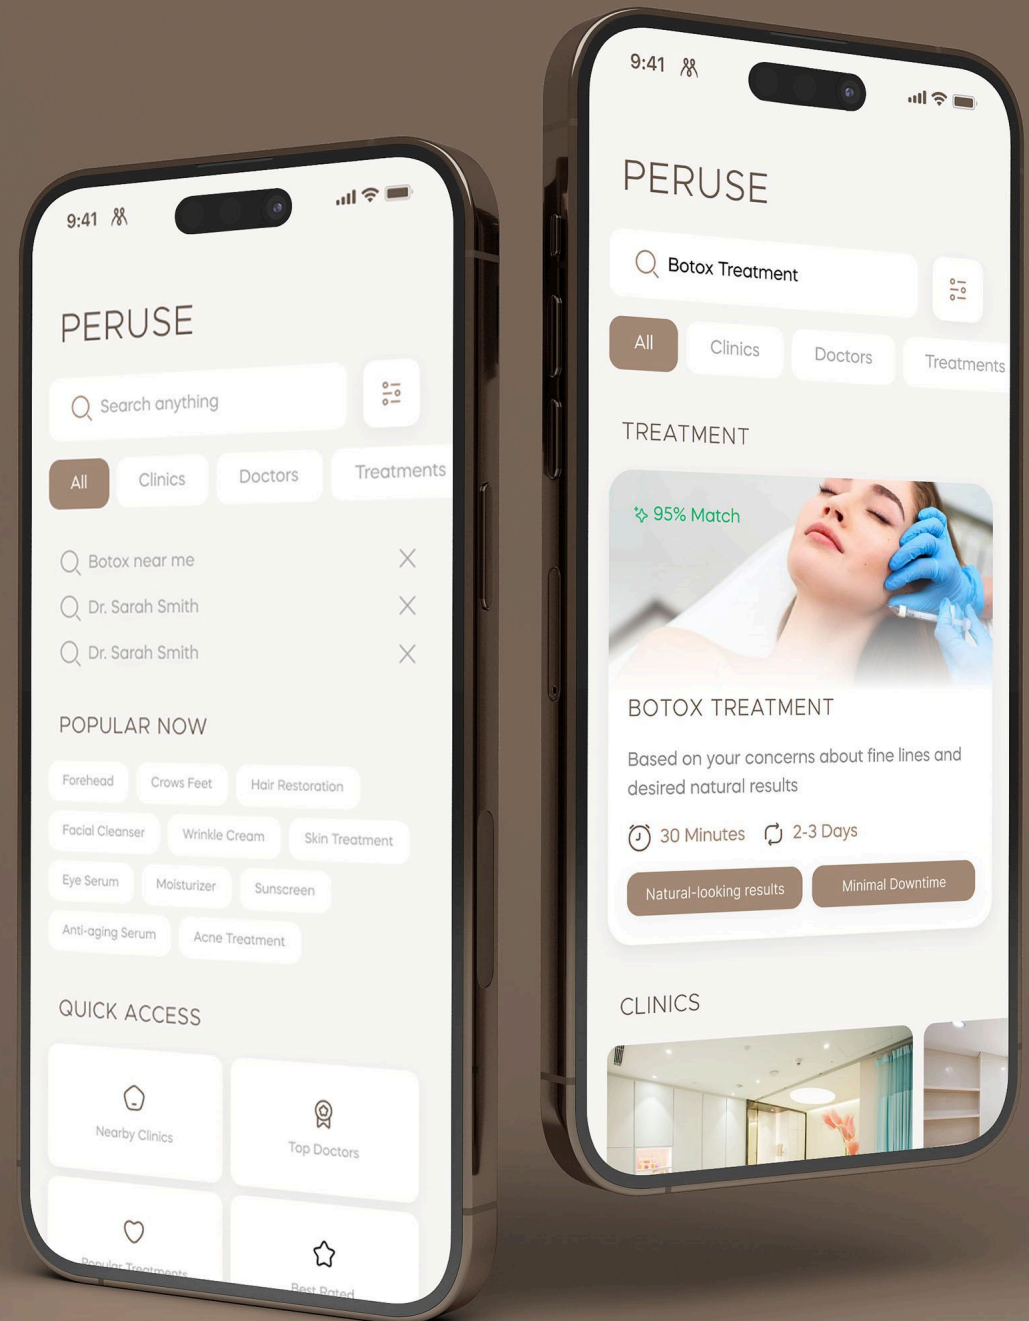 9:41
PERUSE
Search anything
All
Clinics
Doctors
Treatments
Botox near me
Dr. Sarah Smith
Dr. Sarah Smith
POPULAR NOW
Forehead
Crows Feet
Hair Restoration
Facial Cleanser
Wrinkle Cream
Skin Treatment
Eye Serum
Moisturizer
Sunscreen
Anti-aging Serum
Acne Treatment
QUICK ACCESS
Nearby Clinics
Top Doctors
Popular Treatments
Best Rated
9:41
PERUSE
Botox Treatment
All
Clinics
Doctors
Treatments
TREATMENT
95% Match
BOTOX TREATMENT
Based on your concerns about fine lines and
desired natural results
30 Minutes
2-3 Days
Natural-looking results
Minimal Downtime
CLINICS